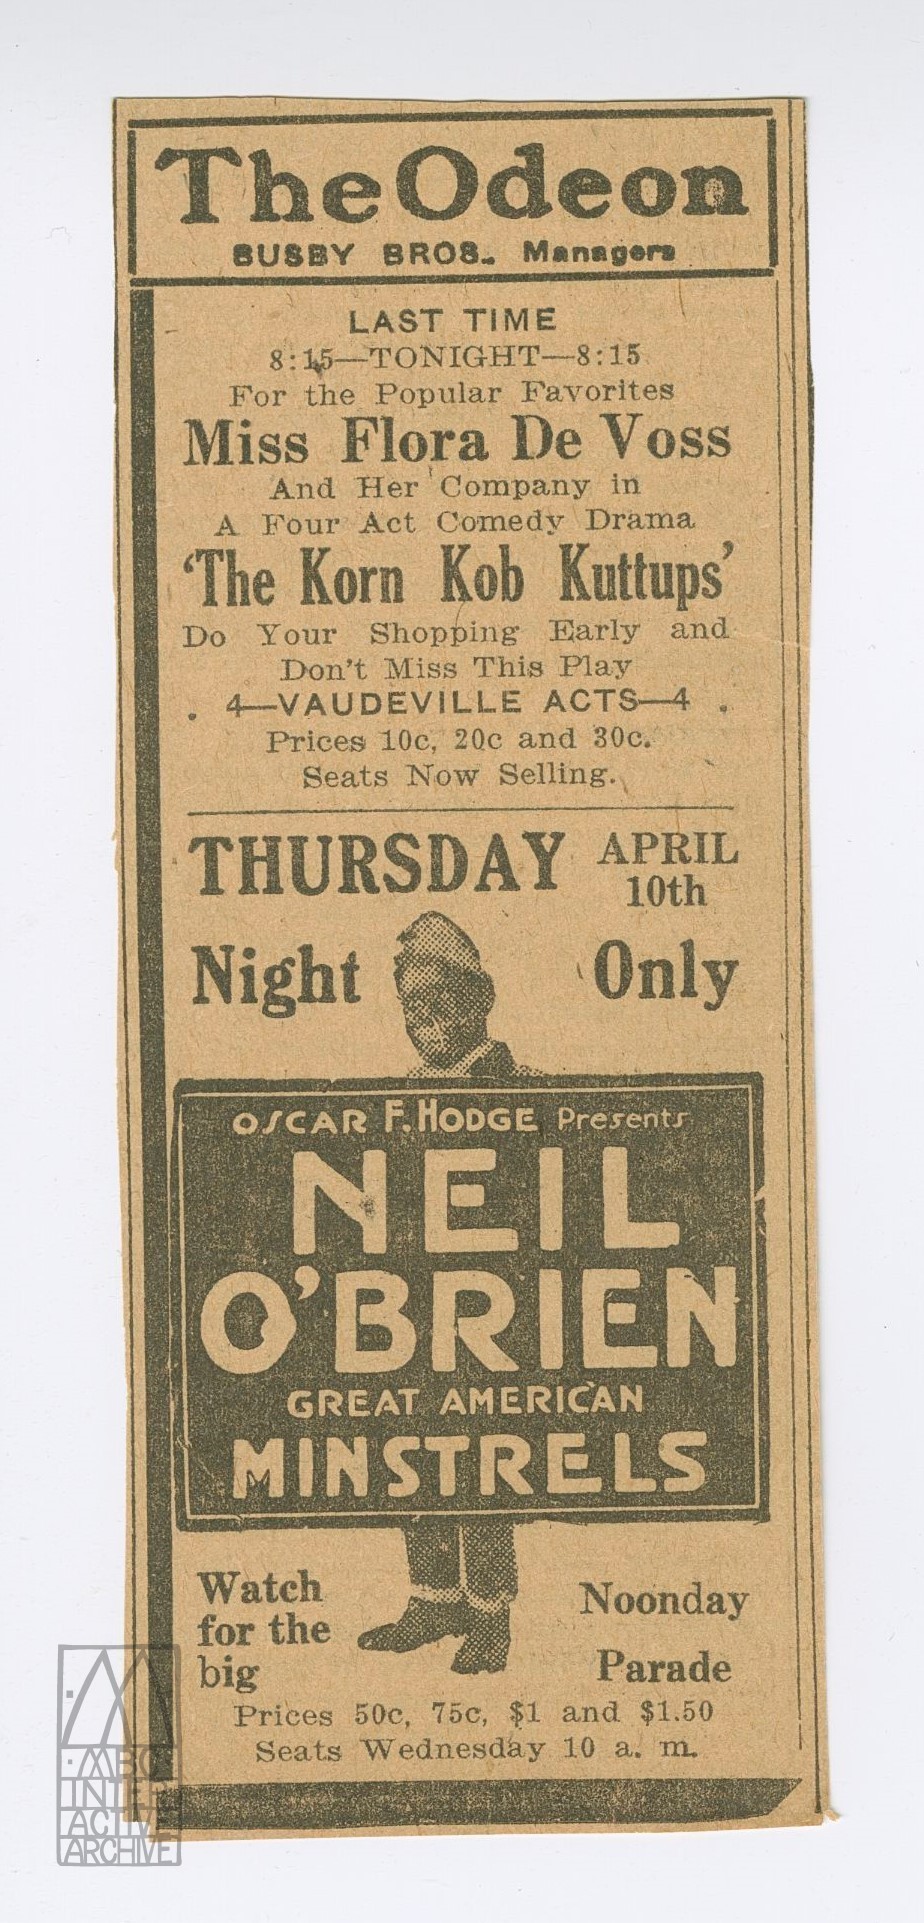 The Odeon
BUSBY BROS. Managers
LAST TIME
8:15—TONIGHT—8:15
For the Popular Favorites
Miss Flora De Voss
And Her Company in
A Four Act Comedy Drama
'The Korn Kob Kuttups'
Do Your Shopping Early and
Don't Miss This Play
4—VAUDEVILLE ACTS—4
Prices 10c, 20c and 30c.
Seats Now Selling.
THURSDAY APRIL 10th
Night Only
OSCAR F. HODGE Presents
NEIL
O'BRIEN
GREAT AMERICAN
MINSTRELS
Watch for the big
Noonday Parade
Prices 50c, 75c, $1 and $1.50
Seats Wednesday 10 a. m.
ABC
INTER
ACTIVE
ARCHIVE